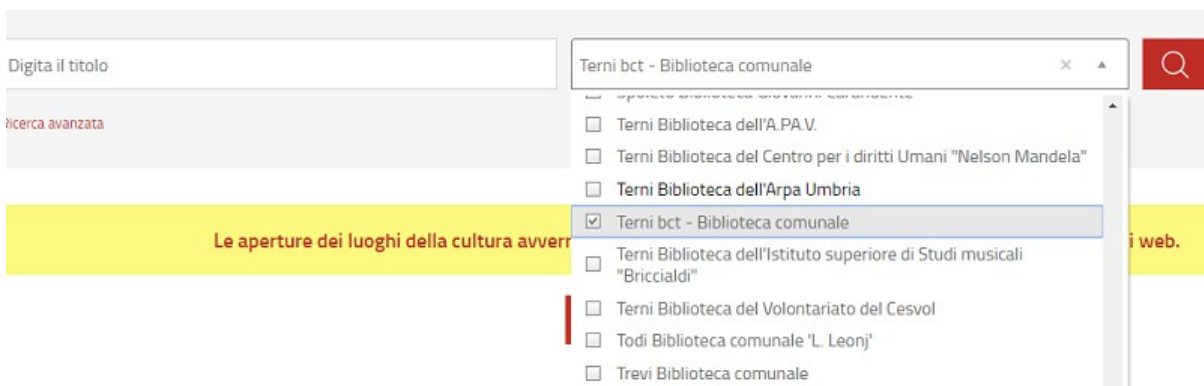 Digita il titolo
Terni bct - Biblioteca comunale
Ricerca avanzata
Terni Biblioteca dell'A.PA.V.
Terni Biblioteca del Centro per i diritti Umani "Nelson Mandela"
Terni Biblioteca dell'Arpa Umbria
Terni bct - Biblioteca comunale
Terni Biblioteca dell'Istituto superiore di Studi musicali
"Briccialdi"
Terni Biblioteca del Volontariato del Cesvol
Todi Biblioteca comunale 'L. Leonj'
Trevi Biblioteca comunale
Le aperture dei luoghi della cultura
web.